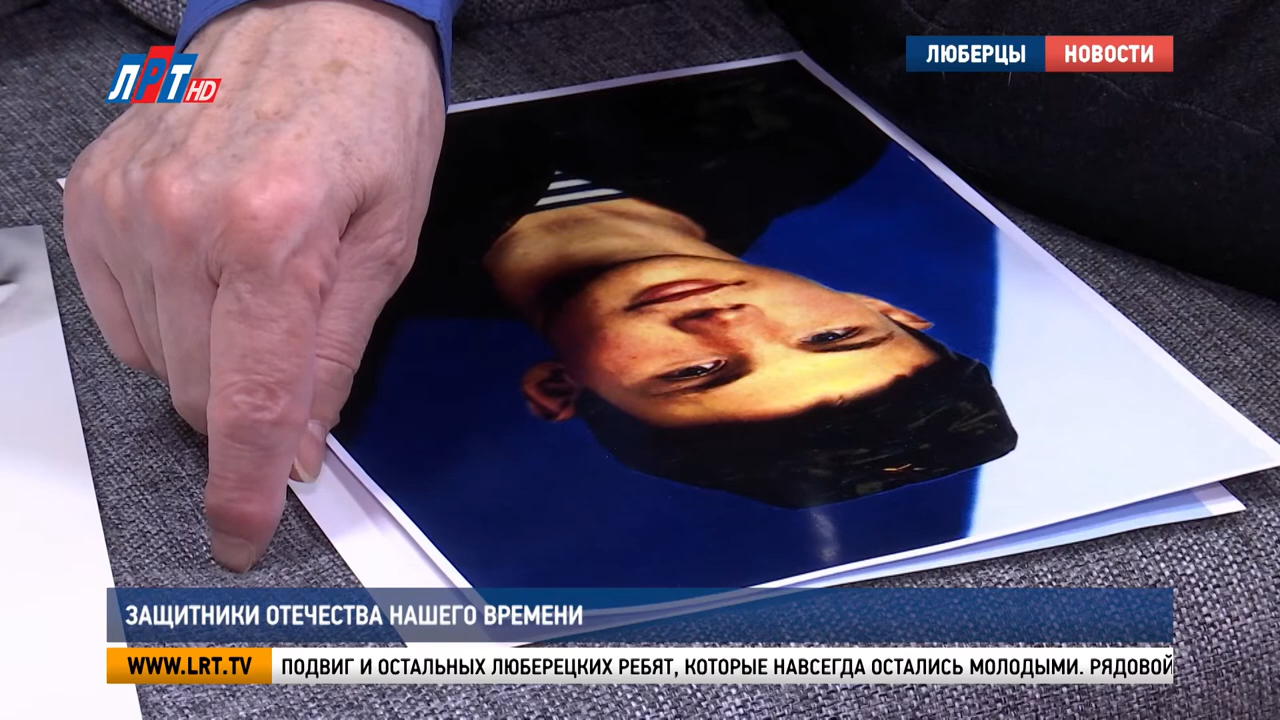 ЛРТ HD
ЛЮБЕРЦЫ НОВОСТИ
ЗАЩИТНИКИ ОТЕЧЕСТВА НАШЕГО ВРЕМЕНИ
WWW.LRT.TV ПОДВИГ И ОСТАЛЬНЫХ ЛЮБЕРЕЦКИХ РЕБЯТ, КОТОРЫЕ НАВСЕГДА ОСТАЛИСЬ МОЛОДЫМИ. РЯДОВОЙ